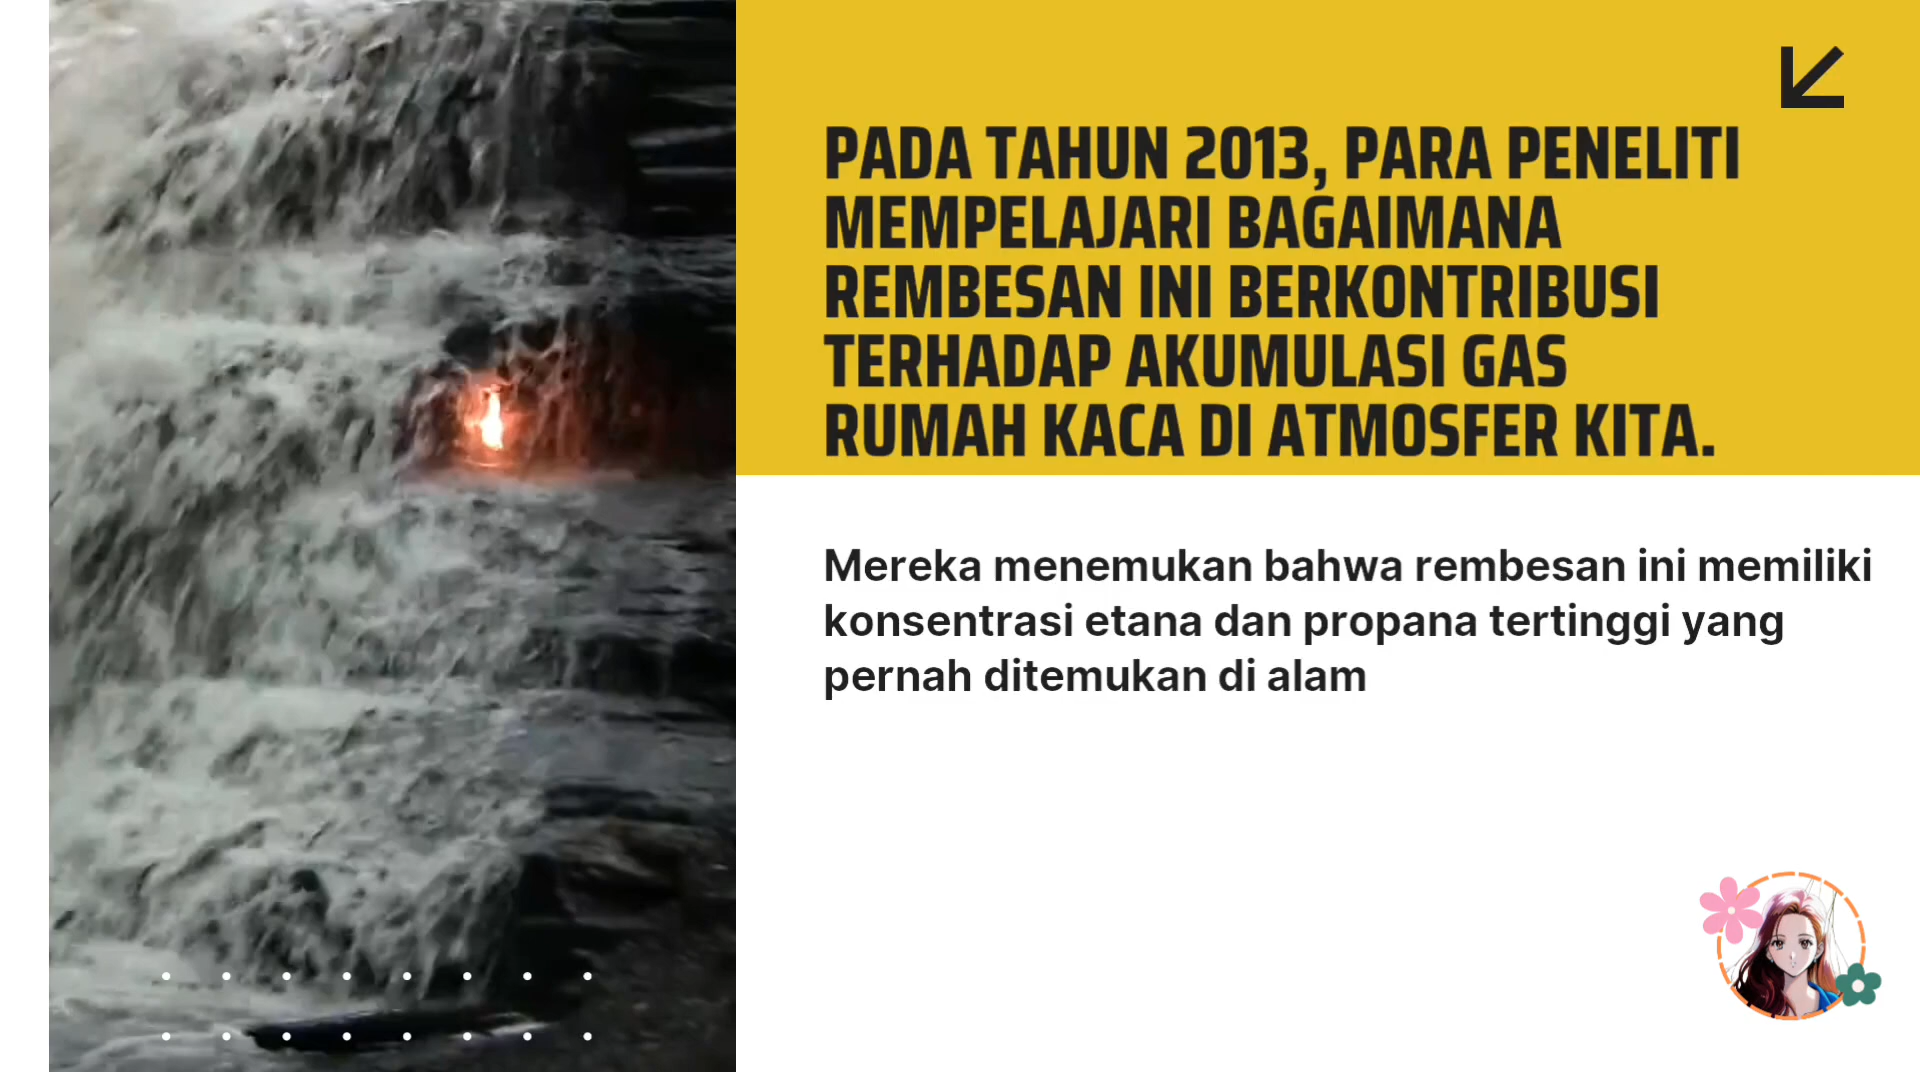 PADA TAHUN 2013, PARA PENELITI
MEMPELAJARI BAGAIMANA
REMBESAN INI BERKONTRIBUSI
TERHADAP AKUMULASI GAS
RUMAH KACA DI ATMOSFER KITA.
Mereka menemukan bahwa rembesan ini memiliki
konsentrasi etana dan propana tertinggi yang
pernah ditemukan di alam